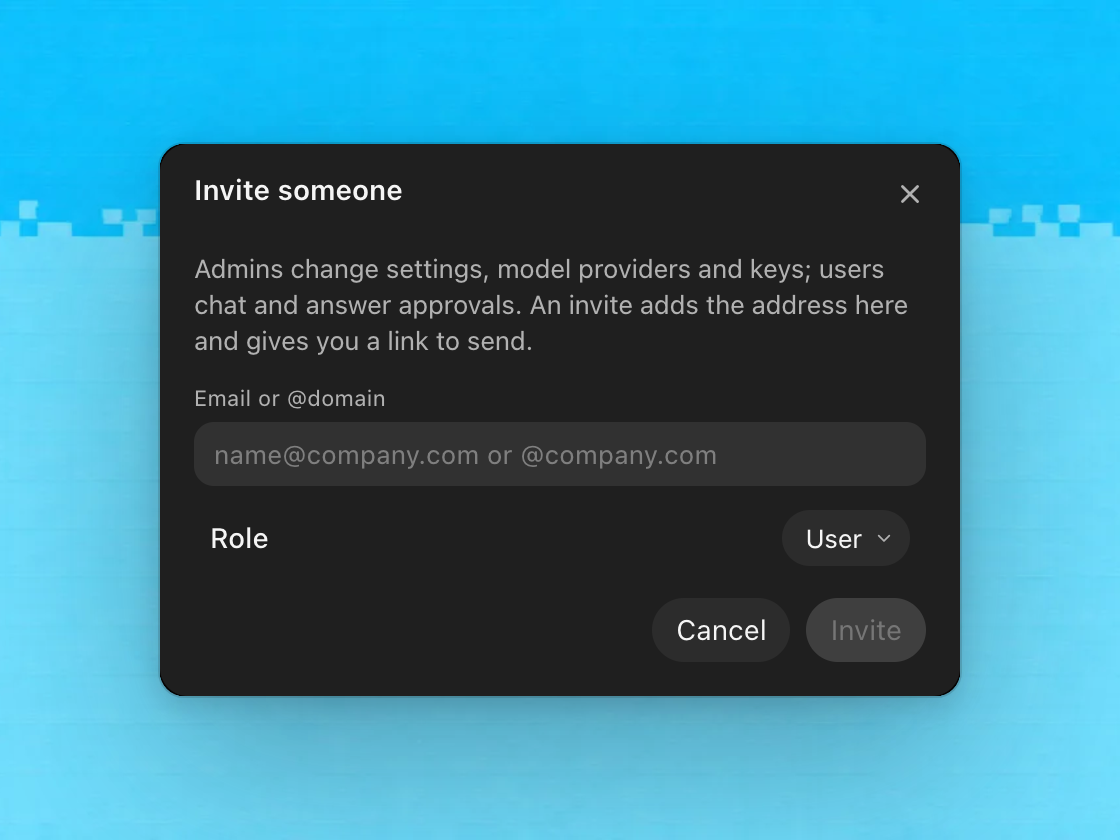 Invite someone
Admins change settings, model providers and keys; users
chat and answer approvals. An invite adds the address here
and gives you a link to send.
Email or @domain
name@company.com or @company.com
Role
User
Cancel
Invite